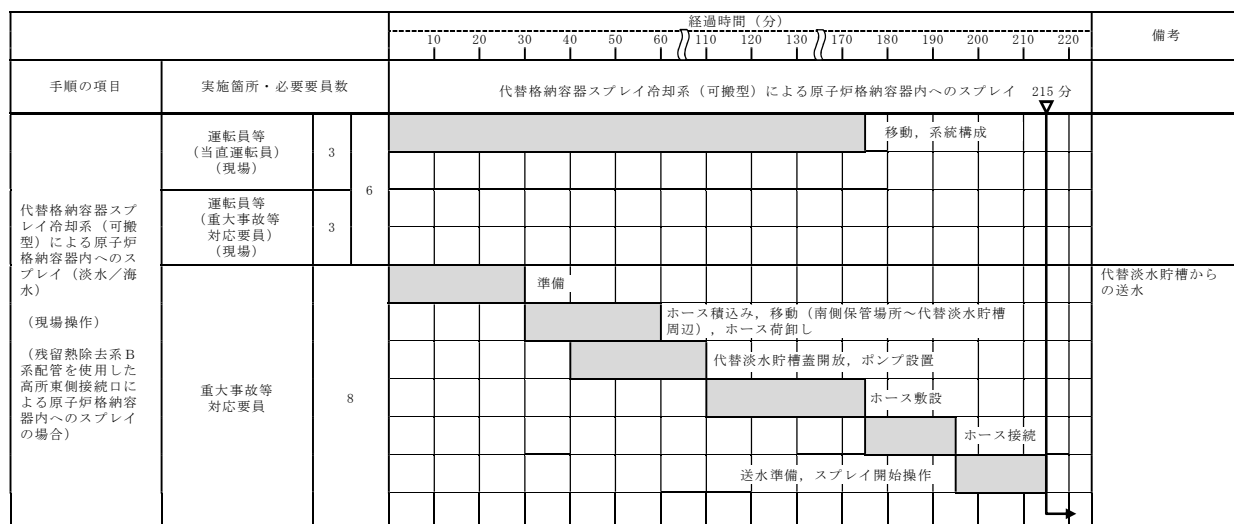 経過時間（分）
備考
10 20 30 40 60 110 120 130 170 180 190 200 210 220
手順の項目
実施箇所・必要要員数
代替格納容器スプレイ冷却系（可搬型）による原子炉格納容器内へのスプレイ 215分
運転員等
（当直運転員）
（現場）
3
移動，系統構成
6
運転員等
（重大事故等
対応要員）
（現場）
3
代替格納容器スプ
レイ冷却系（可搬
型）による原子炉
格納容器内へのス
プレイ（淡水／海
水）
（現場操作）
（残留熱除去系Ｂ
系配管を使用した
高所東側接続口に
よる原子炉格納容
器内へのスプレイ
の場合）
重大事故等
対応要員
8
準備
ホース積込み，移動（南側保管場所～代替淡水貯槽
周辺），ホース荷卸し
代替淡水貯槽蓋開放，ポンプ設置
ホース敷設
ホース接続
送水準備，スプレイ開始操作
代替淡水貯槽から
の送水